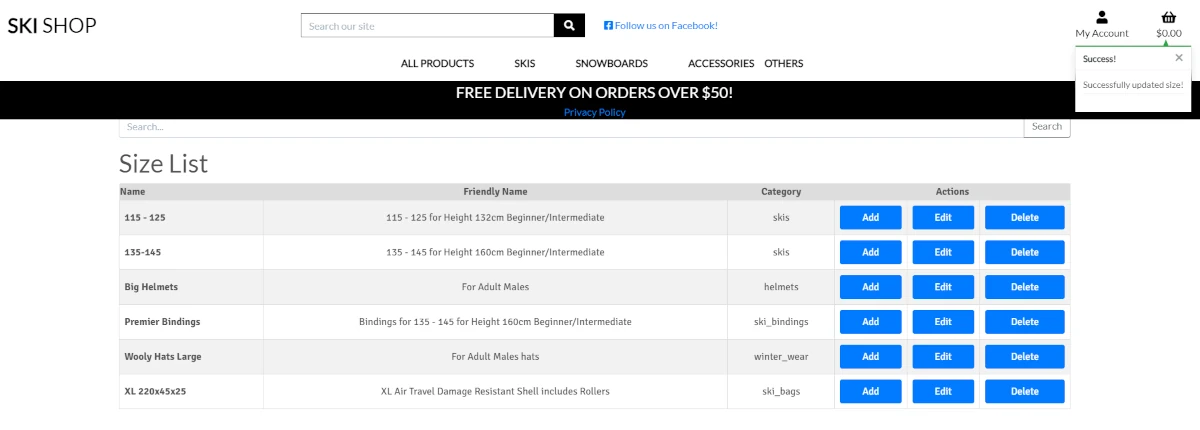 SKI SHOP
Search our site
Follow us on Facebook!
My Account
$0.00
Success!
Successfully updated size!
ALL PRODUCTS SKIS SNOWBOARDS ACCESSORIES OTHERS
FREE DELIVERY ON ORDERS OVER $50!
Privacy Policy
Search... Search
Size List
Name Friendly Name Category Actions
115 - 125 115 - 125 for Height 132cm Beginner/Intermediate skis Add Edit Delete
135-145 135 - 145 for Height 160cm Beginner/Intermediate skis Add Edit Delete
Big Helmets For Adult Males helmets Add Edit Delete
Premier Bindings Bindings for 135 - 145 for Height 160cm Beginner/Intermediate ski_bindings Add Edit Delete
Wooly Hats Large For Adult Males hats winter_wear Add Edit Delete
XL 220x45x25 XL Air Travel Damage Resistant Shell includes Rollers ski_bags Add Edit Delete